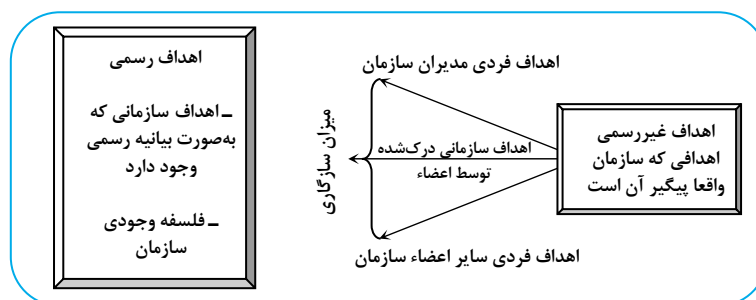 اهداف غیررسمی
اهدافی که سازمان
واقعا پیگیر آن است
اهداف فردی مدیران سازمان
اهداف سازمانی درک‌شده
توسط اعضاء
اهداف فردی سایر اعضاء سازمان
میزان سازگاری
اهداف رسمی
ـ اهداف سازمانی که
به‌صورت بیانیه رسمی
وجود دارد
ـ فلسفه وجودی
سازمان